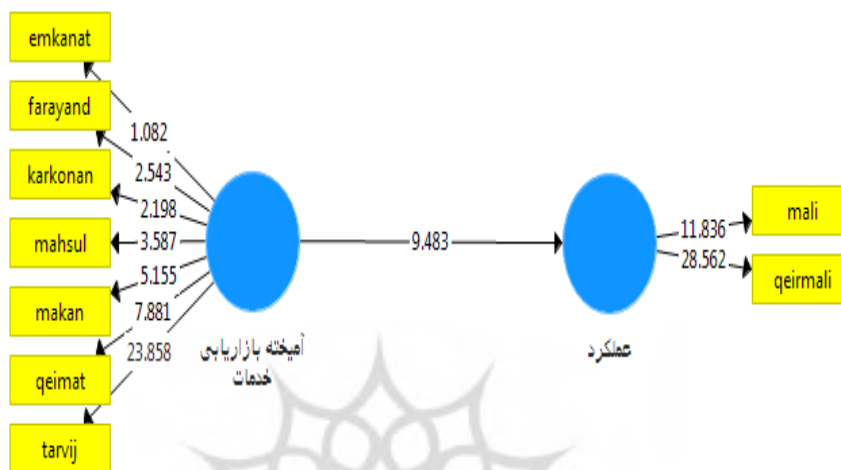 emkanat
farayand
karkonan
mahsul
makan
qeimat
tarvij
1.082
2.543
2.198
3.587
5.155
7.881
23.858
آمیخته بازاریابی
خدمات
9.483
عملکرد
11.836
28.562
mali
qeirmali